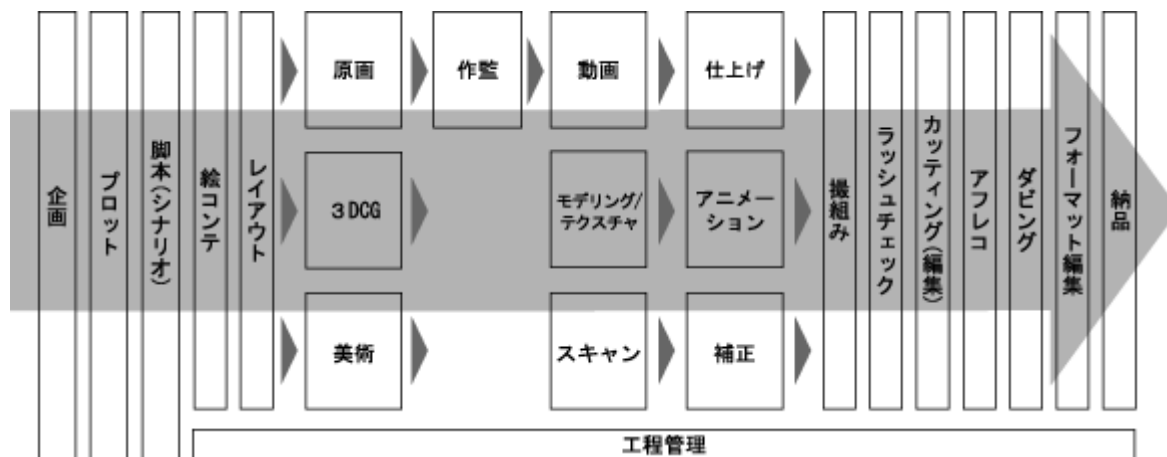 企画
プロット
脚本(シナリオ)
絵コンテ
レイアウト
原画
作監
動画
仕上げ
3DCG
モデリング/
テクスチャ
アニメー
ション
美術
スキャン
補正
撮組み
ラッシュチェック
カッティング(編集)
アフレコ
ダビング
フォーマット編集
納品
工程管理